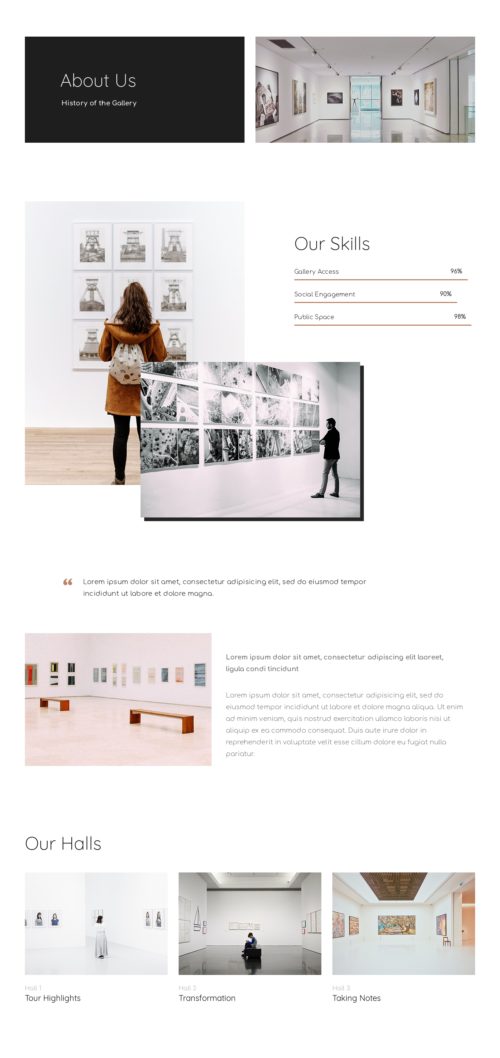 About Us
History of the Gallery
Our Skills
Gallery Access 96%
Social Engagement 90%
Public Space 98%
“ Lorem ipsum dolor sit amet, consectetur adipisicing elit, sed do eiusmod tempor
incididunt ut labore et dolore magna.
Lorem ipsum dolor sit amet, consectetur adipiscing elit laoreet,
ligula condi tincidunt
Lorem ipsum dolor sit amet, consectetur adipisicing elit, sed do
eiusmod tempor incididunt ut labore et dolore magna aliqua. Ut enim
ad minim veniam, quis nostrud exercitation ullamco laboris nisi ut
aliquip ex ea commodo consequat. Duis aute irure dolor in
reprehenderit in voluptate velit esse cillum dolore eu fugiat nulla
pariatur.
Our Halls
Hall 1
Tour Highlights
Hall 2
Transformation
Hall 3
Taking Notes